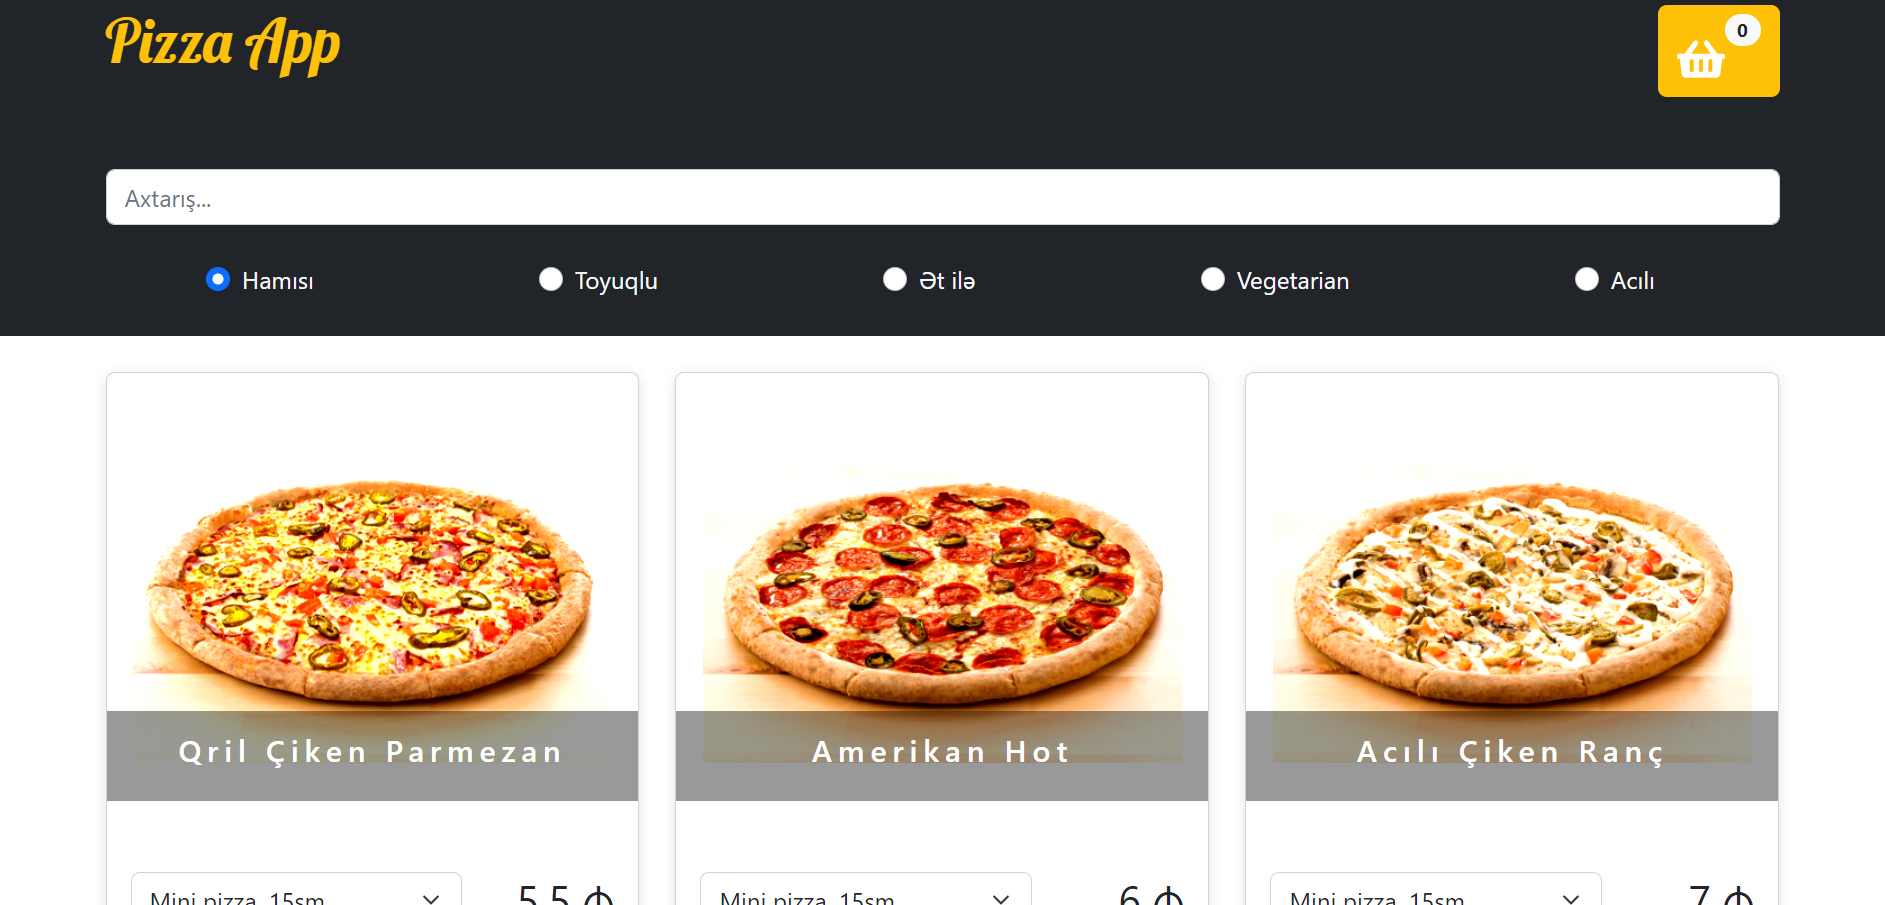 Pizza App
0
Axtarış...
Hamısı Toyuqlu Ət ilə Vegetarian Acılı
Qril Çiken Parmezan Amerikan Hot Acılı Çiken Ranç
Mini pizza, 15sm 5.5 ₼ Mini pizza, 15sm 6 ₼ Mini pizza, 15sm 7 ₼